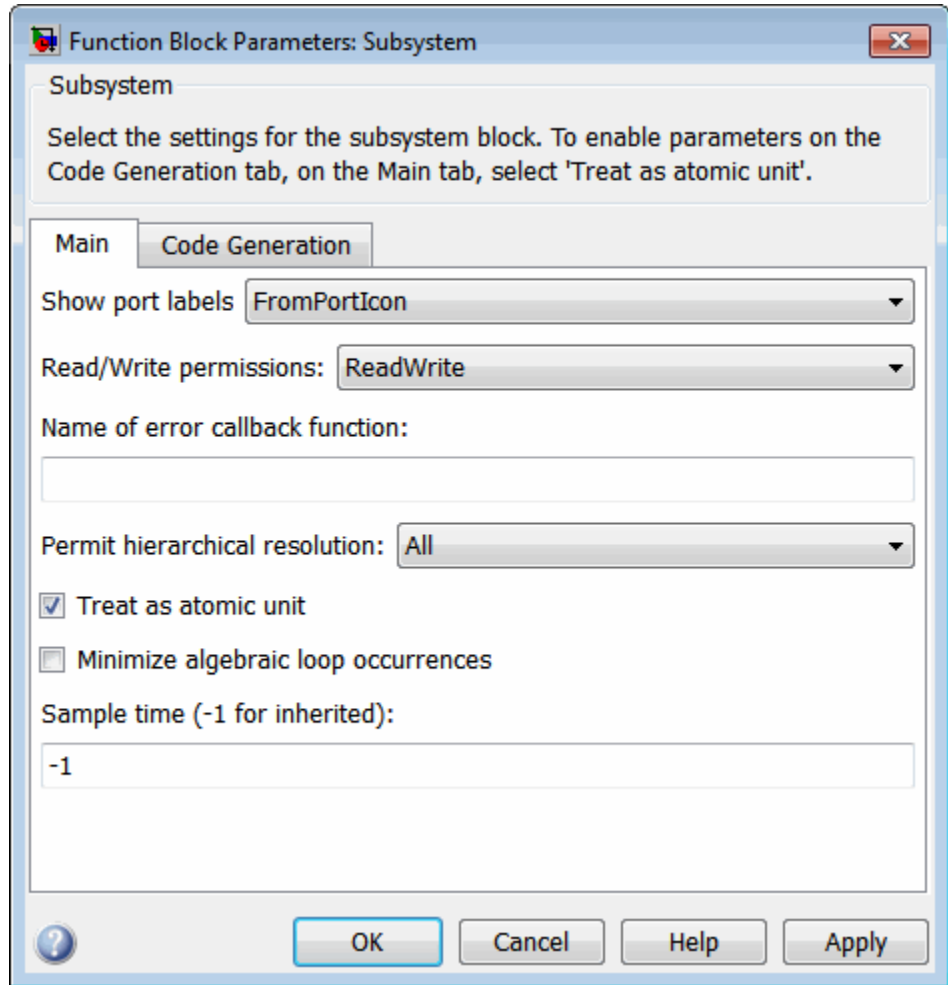 Function Block Parameters: Subsystem
Subsystem
Select the settings for the subsystem block. To enable parameters on the
Code Generation tab, on the Main tab, select 'Treat as atomic unit'.
Main Code Generation
Show port labels FromPortIcon
Read/Write permissions: ReadWrite
Name of error callback function:
Permit hierarchical resolution: All
Treat as atomic unit
Minimize algebraic loop occurrences
Sample time (-1 for inherited):
-1
? OK Cancel Help Apply